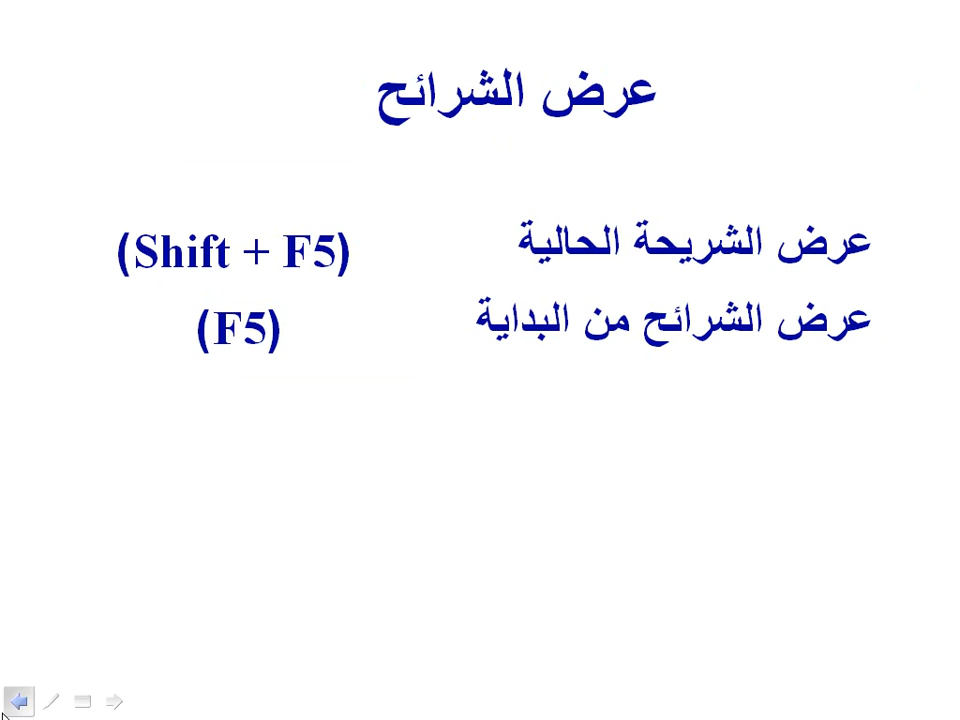 عرض الشرائح
عرض الشريحة الحالية (Shift + F5)
عرض الشرائح من البداية (F5)